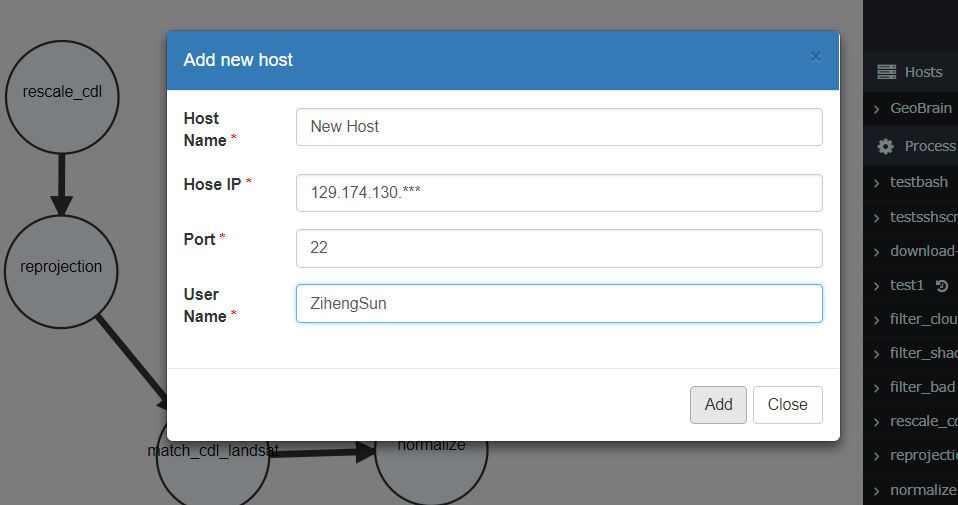 rescale_cdl
reprojection
match_cdl_landsat
normalize
Add new host
×
Host
Name *
New Host
Hose IP *
129.174.130.***
Port *
22
User
Name *
ZihengSun
Add
Close
Hosts
GeoBrain
Process
testbash
testsshscr
download-
test1
filter_clou
filter_shad
filter_bad
rescale_cd
reprojectio
normalize